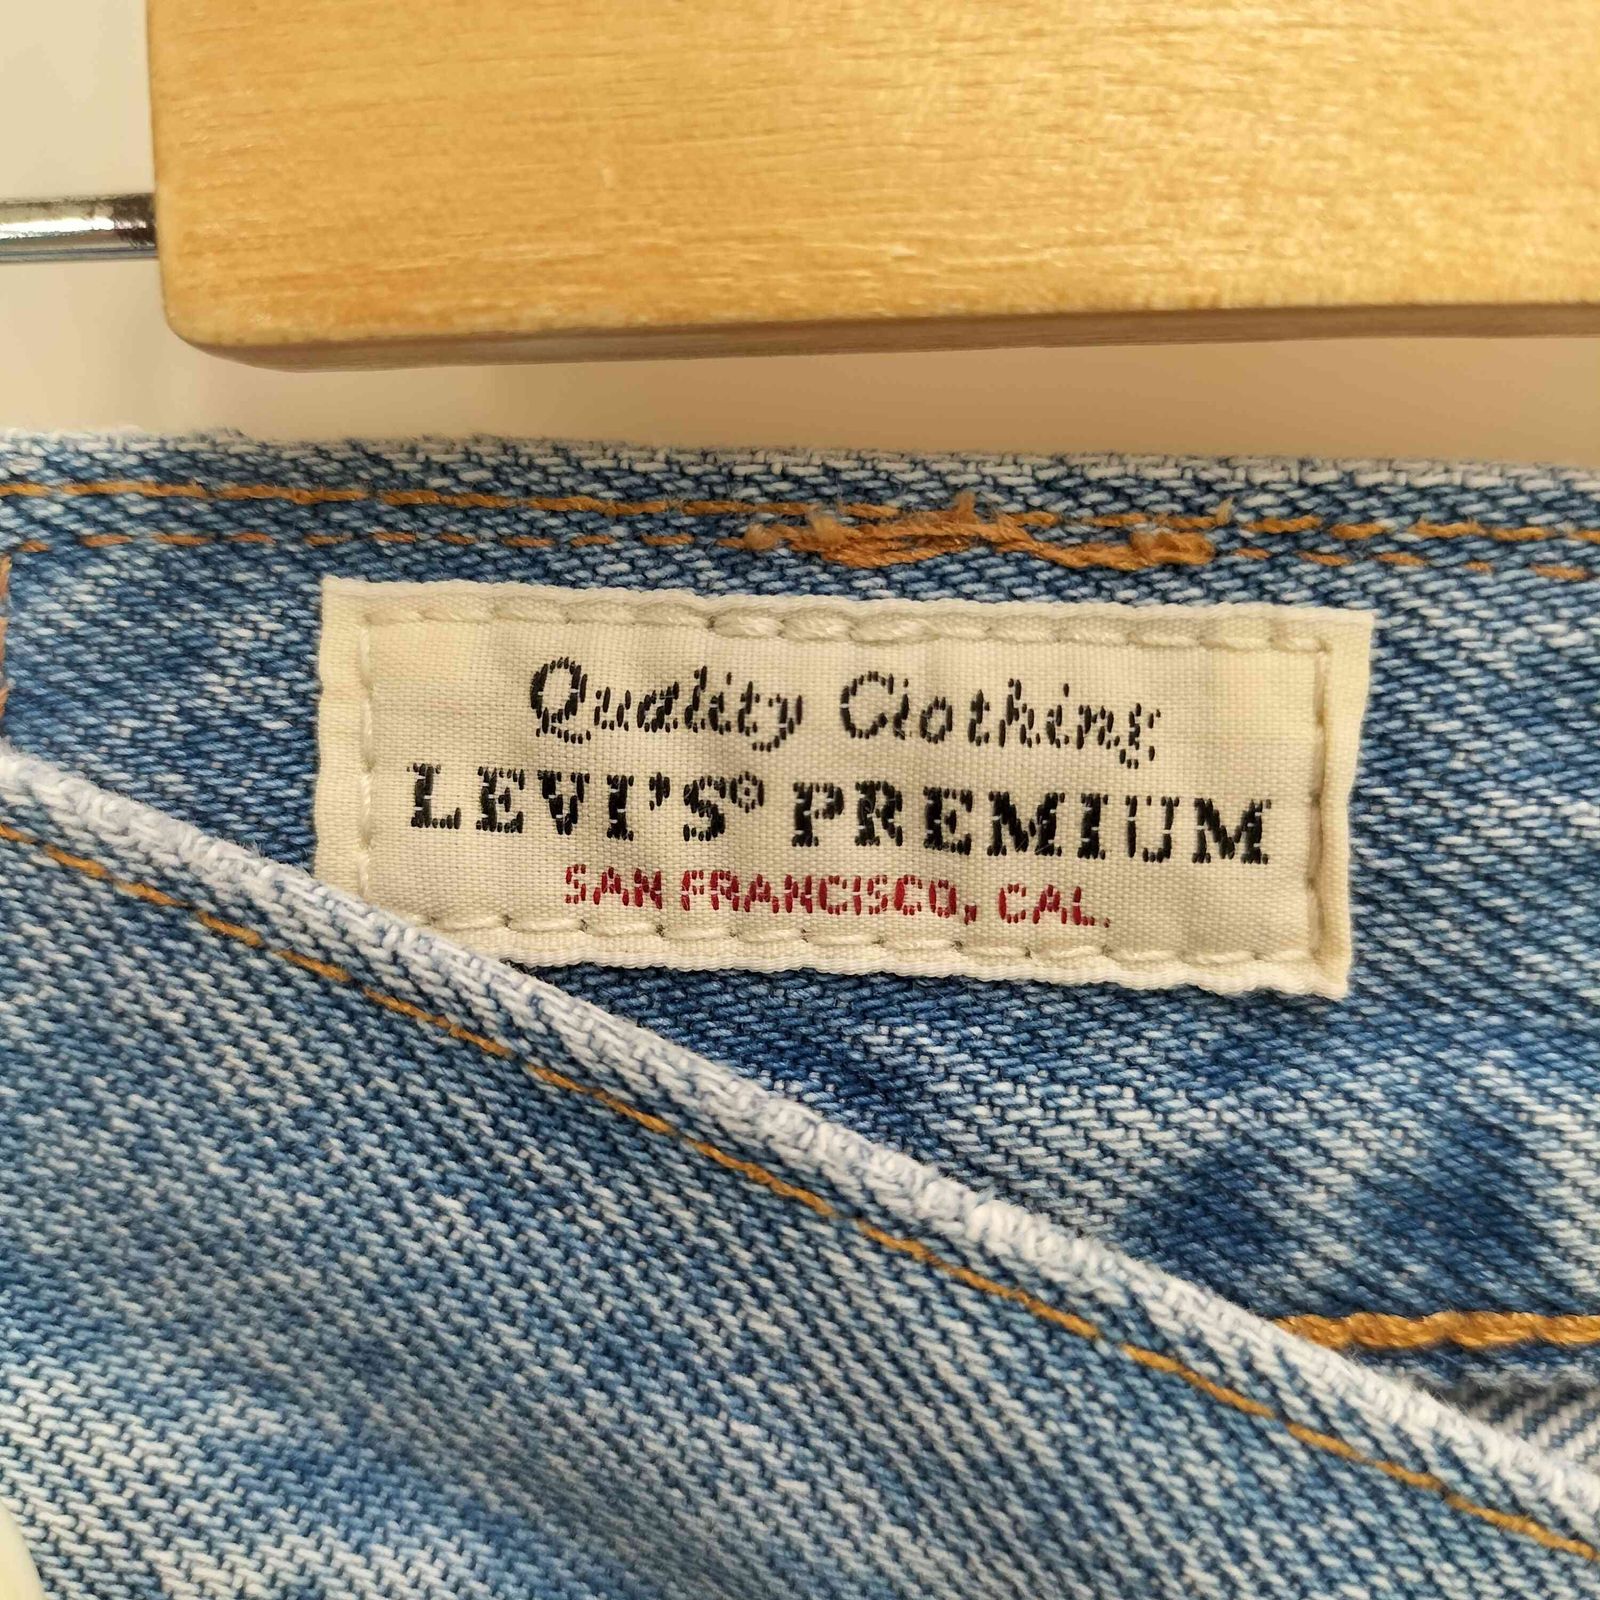 Quality Clothing
LEVI'S® PREMIUM
SAN FRANCISCO, CAL.